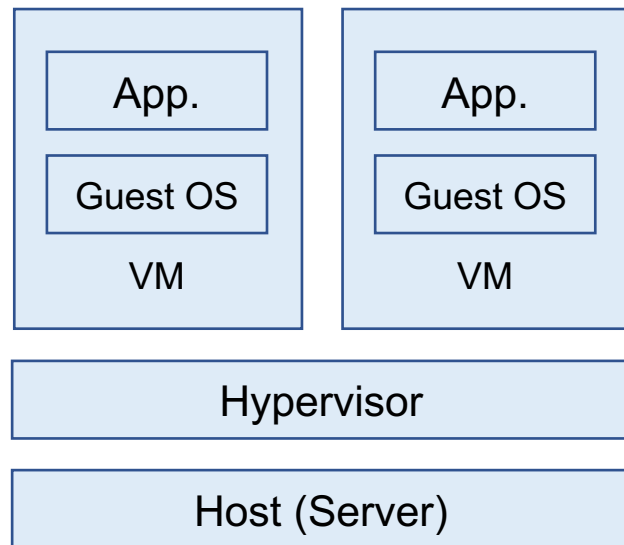 App.
Guest OS
VM
App.
Guest OS
VM
Hypervisor
Host (Server)